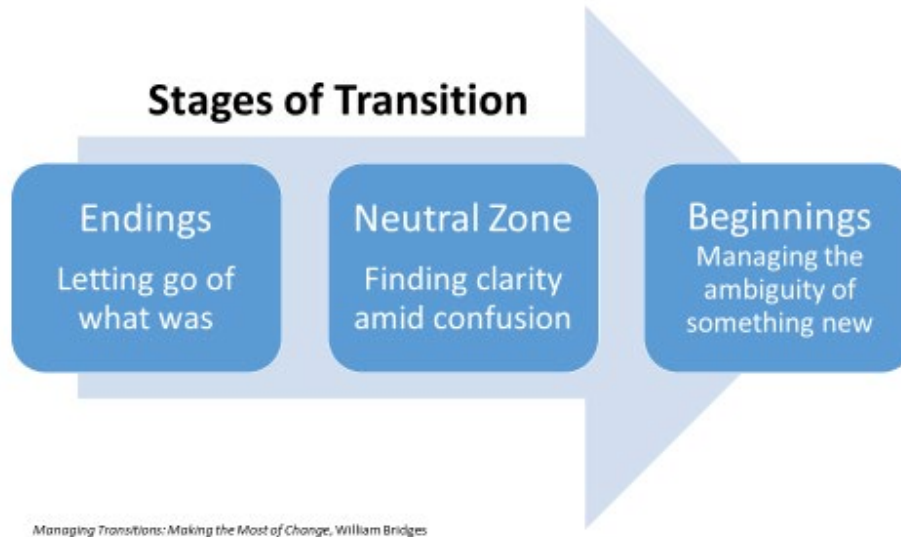 Stages of Transition
Endings
Letting go of
what was
Neutral Zone
Finding clarity
amid confusion
Beginnings
Managing the
ambiguity of
something new
Managing Transitions: Making the Most of Change, William Bridges